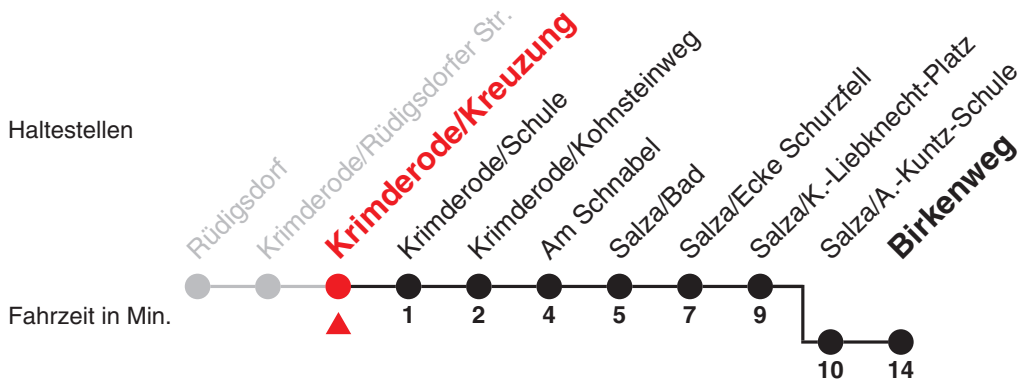 Haltestellen
Rüdigsdorf
Krimderode/Rüdigsdorfer Str.
Krimderode/Kreuzung
Krimderode/Schule
Krimderode/Kohnsteinweg
Am Schnabel
Salza/Bad
Salza/Ecke Schurzfell
Salza/K.-Liebknecht-Platz
Salza/A.-Kuntz-Schule
Birkenweg
Fahrzeit in Min.
1 2 4 5 7 9
10 14